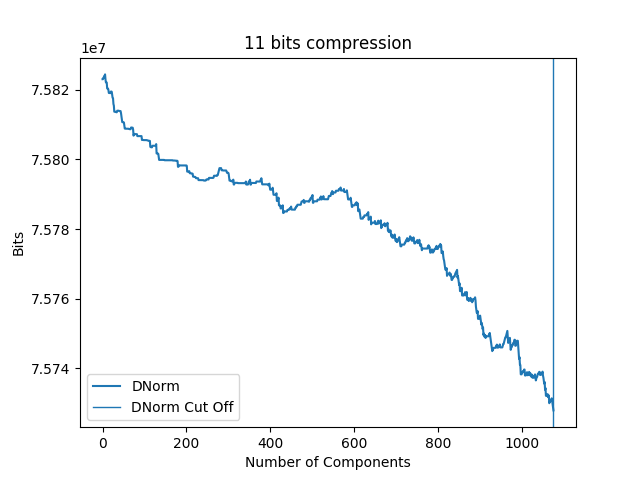 11 bits compression
1e7
7.582
7.580
7.578
7.576
7.574
Bits
DNorm
DNorm Cut Off
0 200 400 600 800 1000
Number of Components